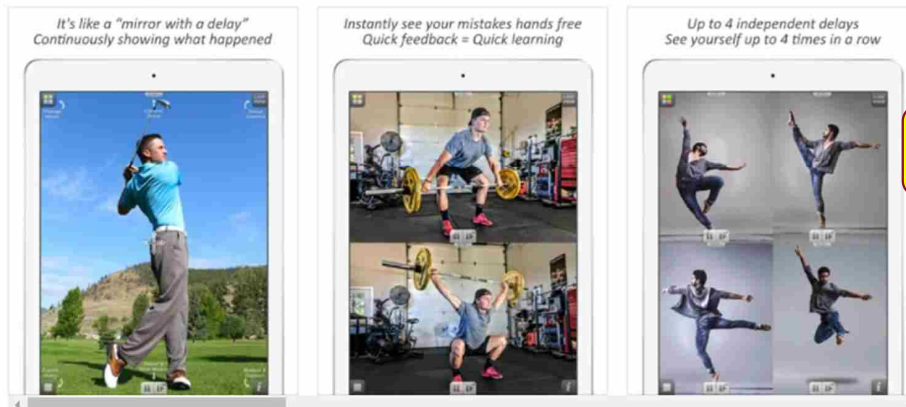 It's like a "mirror with a delay"
Continuously showing what happened
Instantly see your mistakes hands free
Quick feedback = Quick learning
Up to 4 independent delays
See yourself up to 4 times in a row